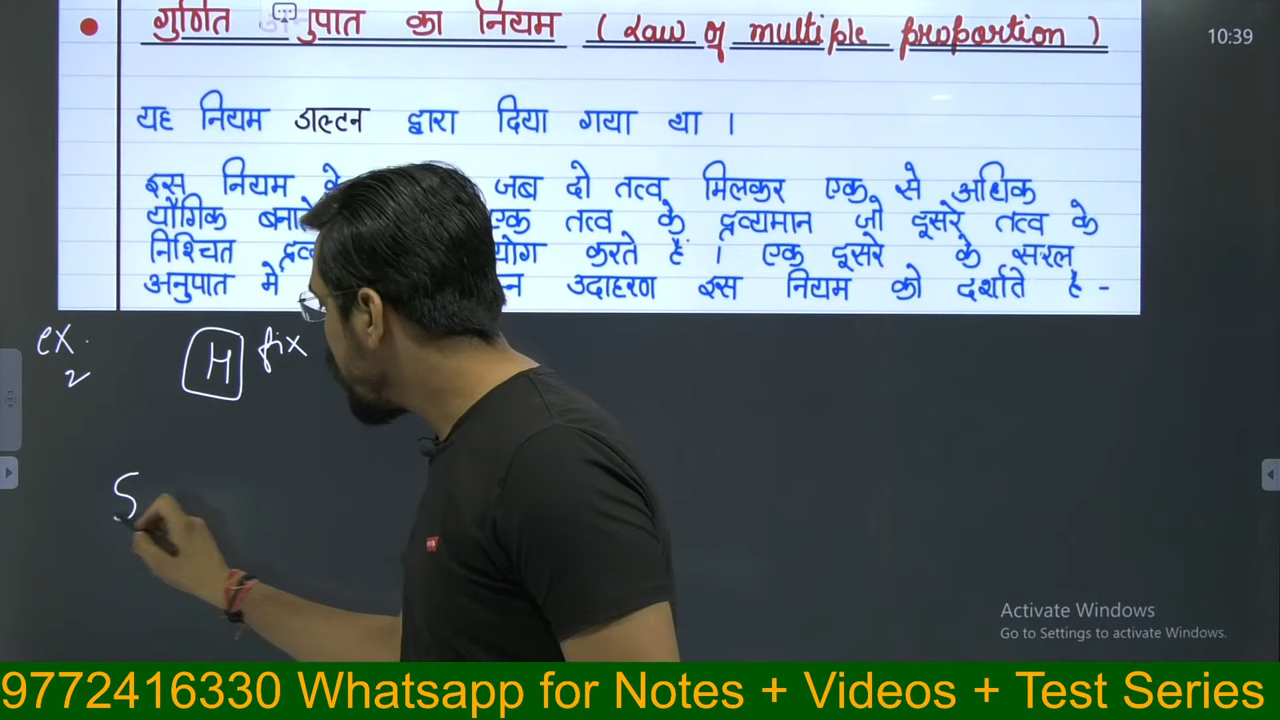 गुणित नुपात का नियम ( Law of multiple proportion )
10:39
यह नियम डाल्टन द्वारा दिया गया था ।
इस नियम के जब दो तत्व मिलकर एक से अधिक
यौगिक बनाते एक तत्व के द्रव्यमान जो दूसरे तत्व के
निश्चित द्रव्य योग करते हैं । एक दूसरे के सरल
अनुपात मे न उदाहरण इस नियम को दर्शाते है -
ex.
2
H fix
S
Activate Windows
Go to Settings to activate Windows.
9772416330 Whatsapp for Notes + Videos + Test Series